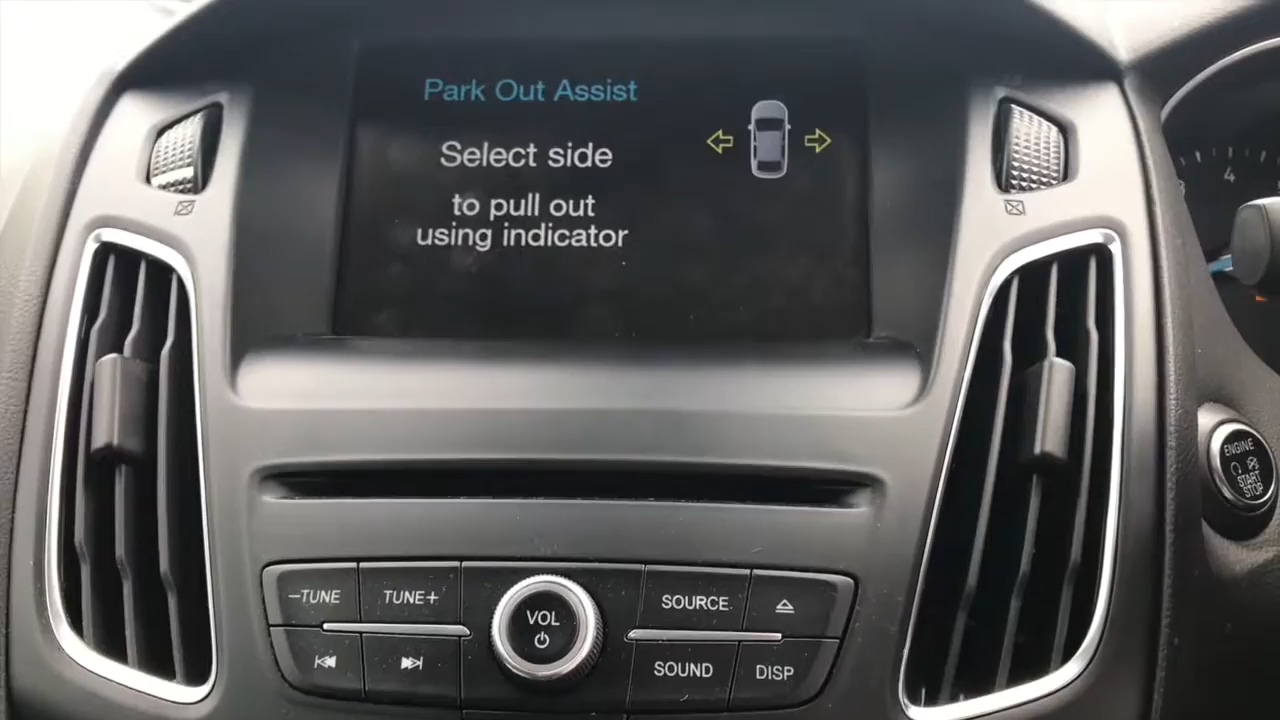 Park Out Assist
Select side
to pull out
using indicator
4
ENGINE
START
STOP
-TUNE
TUNE+
VOL
SOURCE
SOUND
DISP